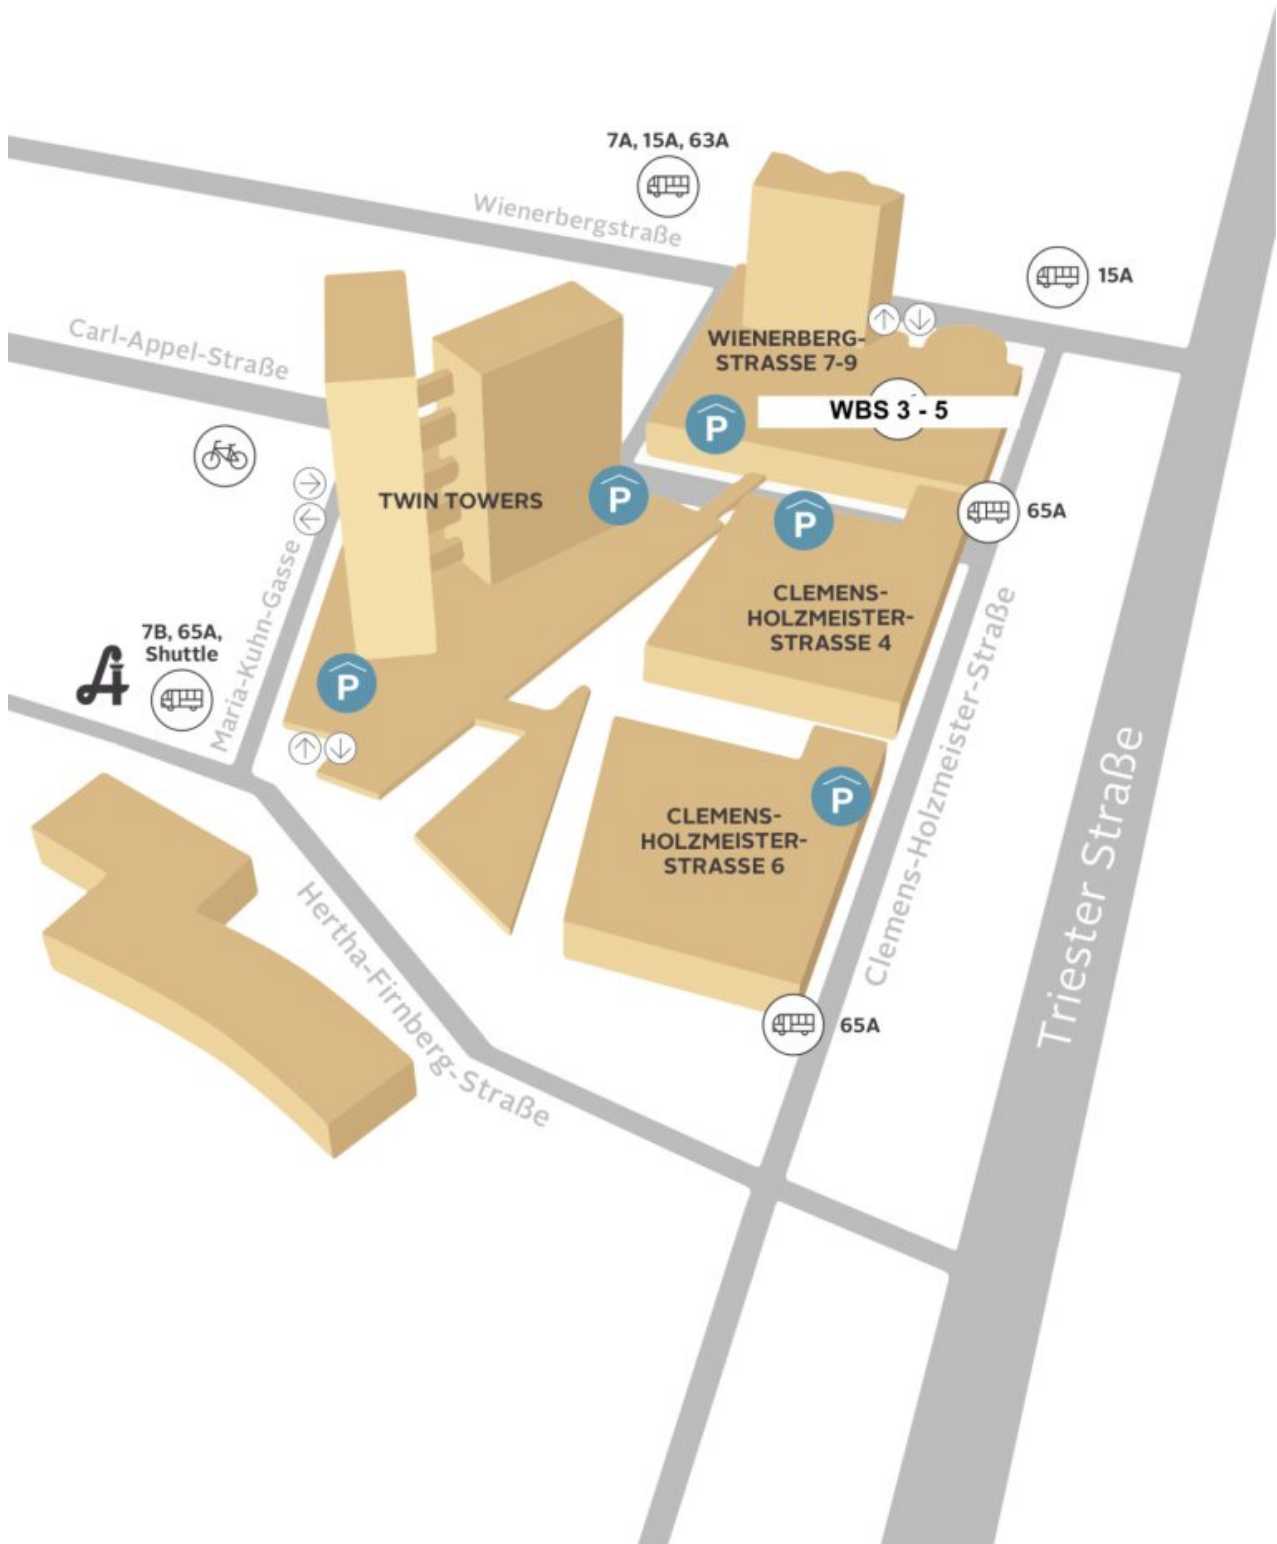 7A, 15A, 63A
Wienerbergstraße
15A
Carl-Appel-Straße
WIENERBERG-
STRASSE 7-9
WBS 3 - 5
P
TWIN TOWERS
P
P
65A
Maria-Kuhn-Gasse
CLEMENS-
HOLZMEISTER-
STRASSE 4
7B, 65A,
Shuttle
P
Clemens-Holzmeister-Straße
Triester Straße
P
CLEMENS-
HOLZMEISTER-
STRASSE 6
Hertha-Firnberg-Straße
65A